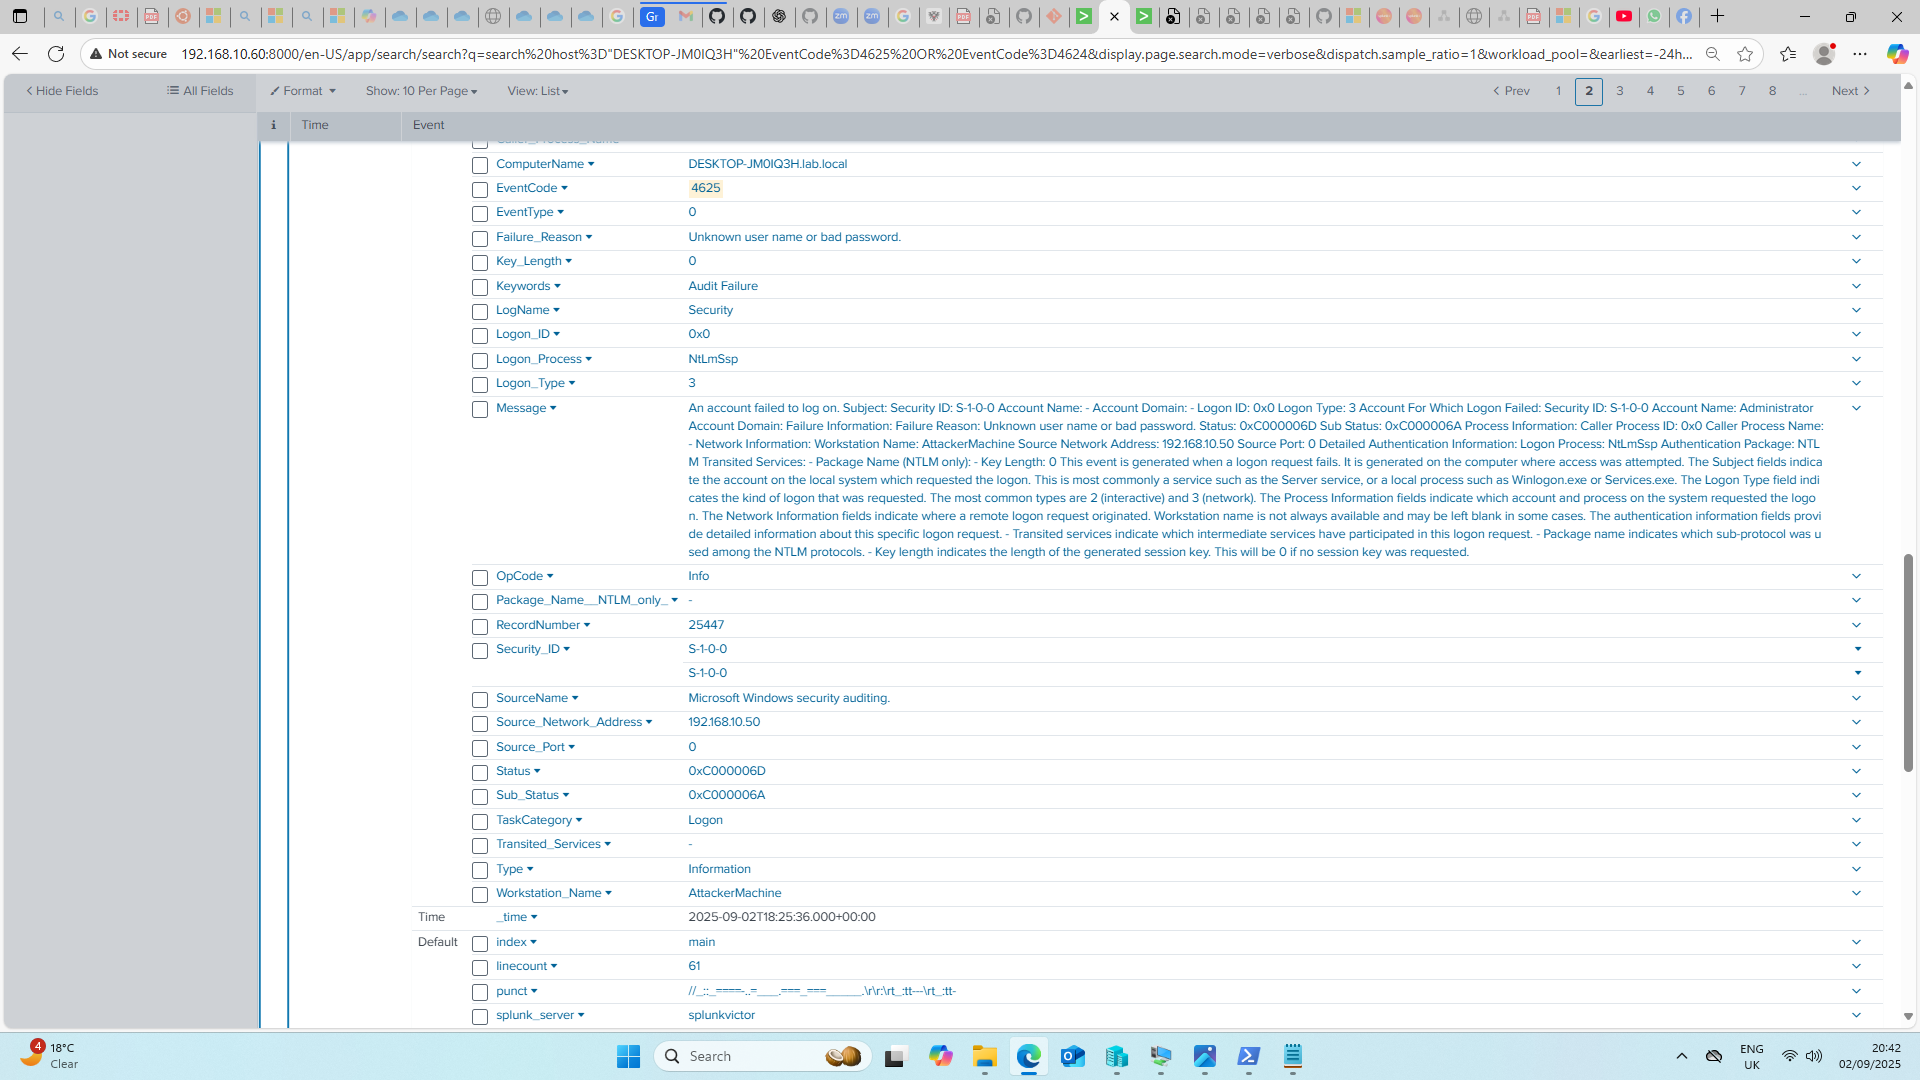 Not secure
192.168.10.60:8000/en-US/app/search/search?q=search%20host%3D"DESKTOP-JM0IQ3H"%20EventCode%3D4625%20OR%20EventCode%3D4624&display.page.search.mode=verbose&dispatch.sample_ratio=1&workload_pool=&earliest=-24h...
Hide Fields
All Fields
Format
Show: 10 Per Page
View: List
Prev 1 2 3 4 5 6 7 8 ... Next
i Time Event
ComputerName DESKTOP-JM0IQ3H.lab.local
EventCode 4625
EventType 0
Failure_Reason Unknown user name or bad password.
Key_Length 0
Keywords Audit Failure
LogName Security
Logon_ID 0x0
Logon_Process NtLmSsp
Logon_Type 3
Message An account failed to log on. Subject: Security ID: S-1-0-0 Account Name: - Account Domain: - Logon ID: 0x0 Logon Type: 3 Account For Which Logon Failed: Security ID: S-1-0-0 Account Name: Administrator
Account Domain: Failure Information: Failure Reason: Unknown user name or bad password. Status: 0xC000006D Sub Status: 0xC000006A Process Information: Caller Process ID: 0x0 Caller Process Name:
- Network Information: Workstation Name: AttackerMachine Source Network Address: 192.168.10.50 Source Port: 0 Detailed Authentication Information: Logon Process: NtLmSsp Authentication Package: NTL
M Transited Services: - Package Name (NTLM only): - Key Length: 0 This event is generated when a logon request fails. It is generated on the computer where access was attempted. The Subject fields indica
te the account on the local system which requested the logon. This is most commonly a service such as the Server service, or a local process such as Winlogon.exe or Services.exe. The Logon Type field indi
cates the kind of logon that was requested. The most common types are 2 (interactive) and 3 (network). The Process Information fields indicate which account and process on the system requested the logo
n. The Network Information fields indicate where a remote logon request originated. Workstation name is not always available and may be left blank in some cases. The authentication information fields provi
de detailed information about this specific logon request. - Transited services indicate which intermediate services have participated in this logon request. - Package name indicates which sub-protocol was u
sed among the NTLM protocols. - Key length indicates the length of the generated session key. This will be 0 if no session key was requested.
OpCode Info
Package_Name__NTLM_only_ -
RecordNumber 25447
Security_ID S-1-0-0
S-1-0-0
SourceName Microsoft Windows security auditing.
Source_Network_Address 192.168.10.50
Source_Port 0
Status 0xC000006D
Sub_Status 0xC000006A
TaskCategory Logon
Transited_Services -
Type Information
Workstation_Name AttackerMachine
Time _time 2025-09-02T18:25:36.000+00:00
Default index main
linecount 61
punct //_::_====-..=___.===_===______.\r\r:\rt_:tt---\rt_:tt-
splunk_server splunkvictor
4
18°C
Clear
Search
ENG
UK
20:42
02/09/2025